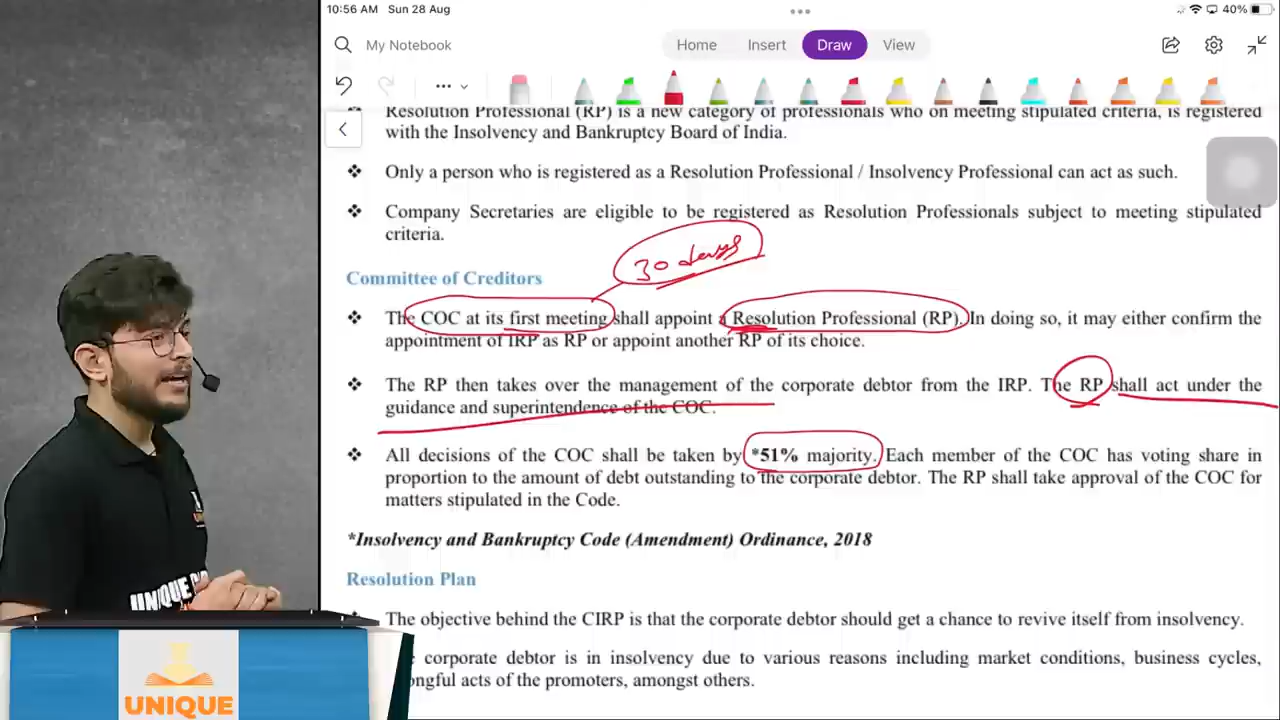 10:56 AM Sun 28 Aug
40%
My Notebook
Home Insert Draw View
Resolution Professional (RP) is a new category of professionals who on meeting stipulated criteria, is registered
with the Insolvency and Bankruptcy Board of India.
Only a person who is registered as a Resolution Professional / Insolvency Professional can act as such.
Company Secretaries are eligible to be registered as Resolution Professionals subject to meeting stipulated
criteria.
30 days
Committee of Creditors
The COC at its first meeting shall appoint a Resolution Professional (RP). In doing so, it may either confirm the
appointment of IRP as RP or appoint another RP of its choice.
The RP then takes over the management of the corporate debtor from the IRP. The RP shall act under the
guidance and superintendence of the COC.
All decisions of the COC shall be taken by *51% majority. Each member of the COC has voting share in
proportion to the amount of debt outstanding to the corporate debtor. The RP shall take approval of the COC for
matters stipulated in the Code.
*Insolvency and Bankruptcy Code (Amendment) Ordinance, 2018
Resolution Plan
The objective behind the CIRP is that the corporate debtor should get a chance to revive itself from insolvency.
corporate debtor is in insolvency due to various reasons including market conditions, business cycles,
ongful acts of the promoters, amongst others.
UNIQUE
UNIQUE